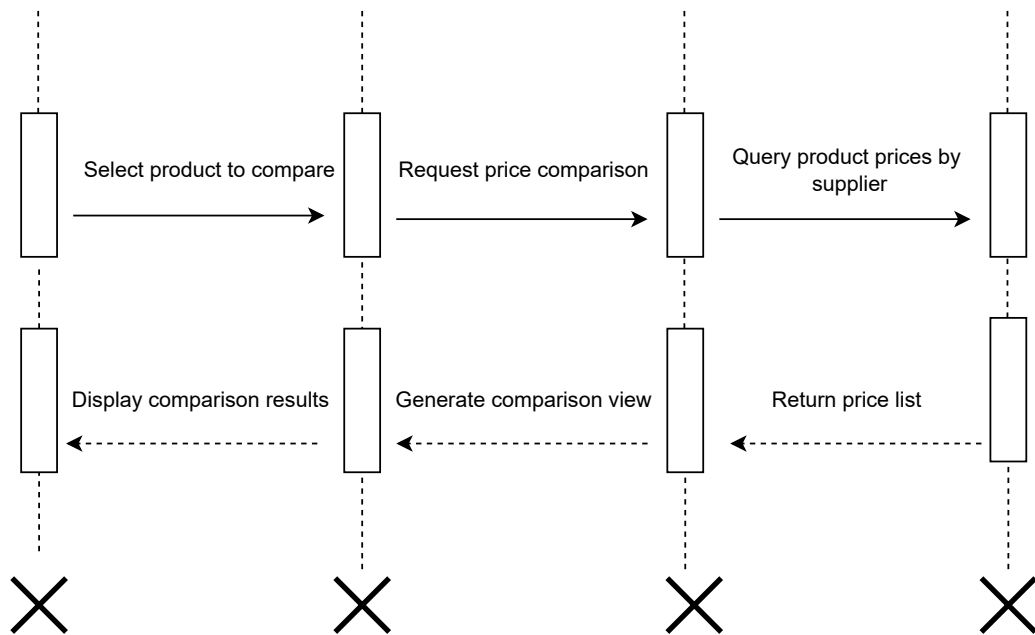 Select product to compare
Request price comparison
Query product prices by
supplier
Display comparison results
Generate comparison view
Return price list